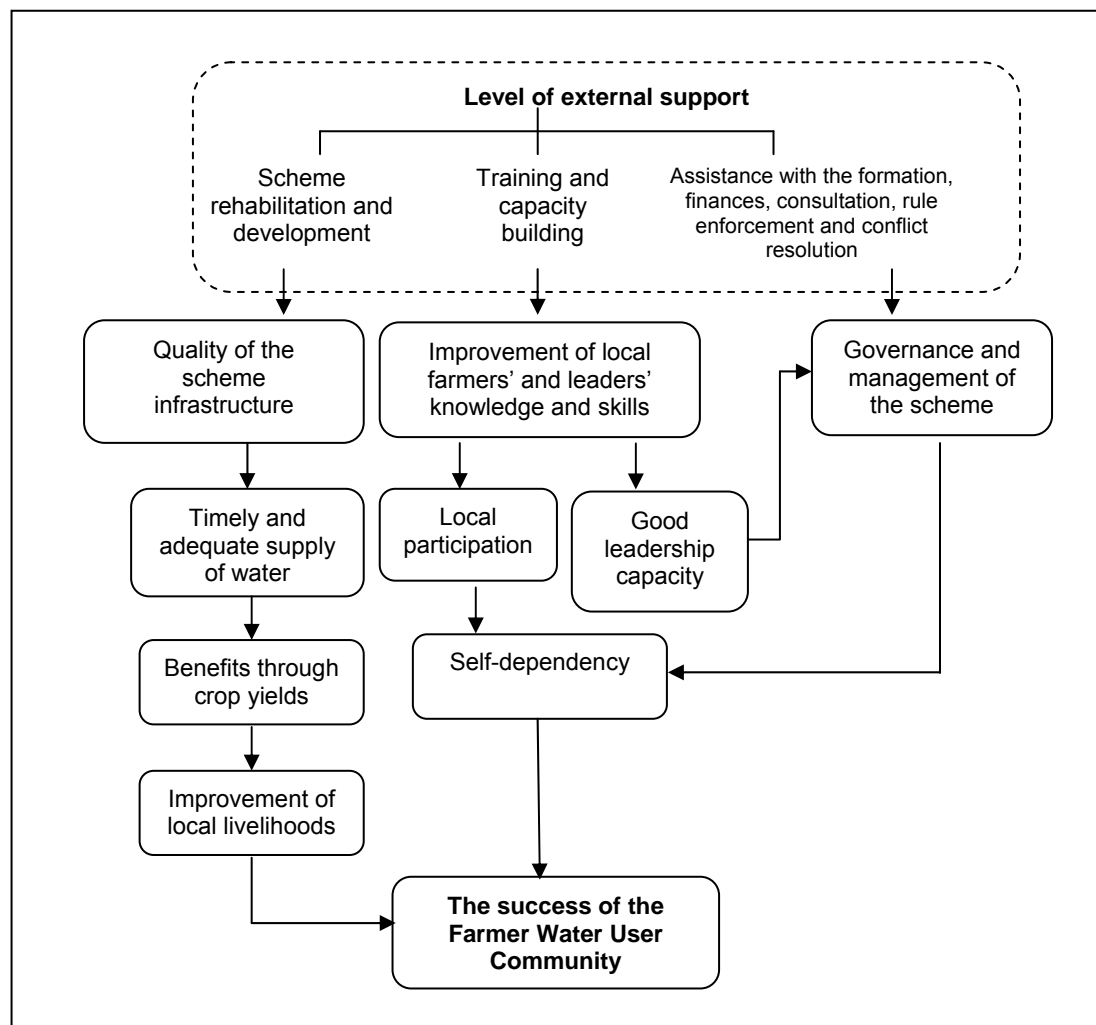 Level of external support
Scheme
rehabilitation and
development
Training and
capacity
building
Assistance with the formation,
finances, consultation, rule
enforcement and conflict
resolution
Quality of the
scheme
infrastructure
Improvement of local
farmers’ and leaders’
knowledge and skills
Governance and
management of
the scheme
Timely and
adequate supply
of water
Local
participation
Good
leadership
capacity
Benefits through
crop yields
Self-dependency
Improvement of
local livelihoods
The success of the
Farmer Water User
Community